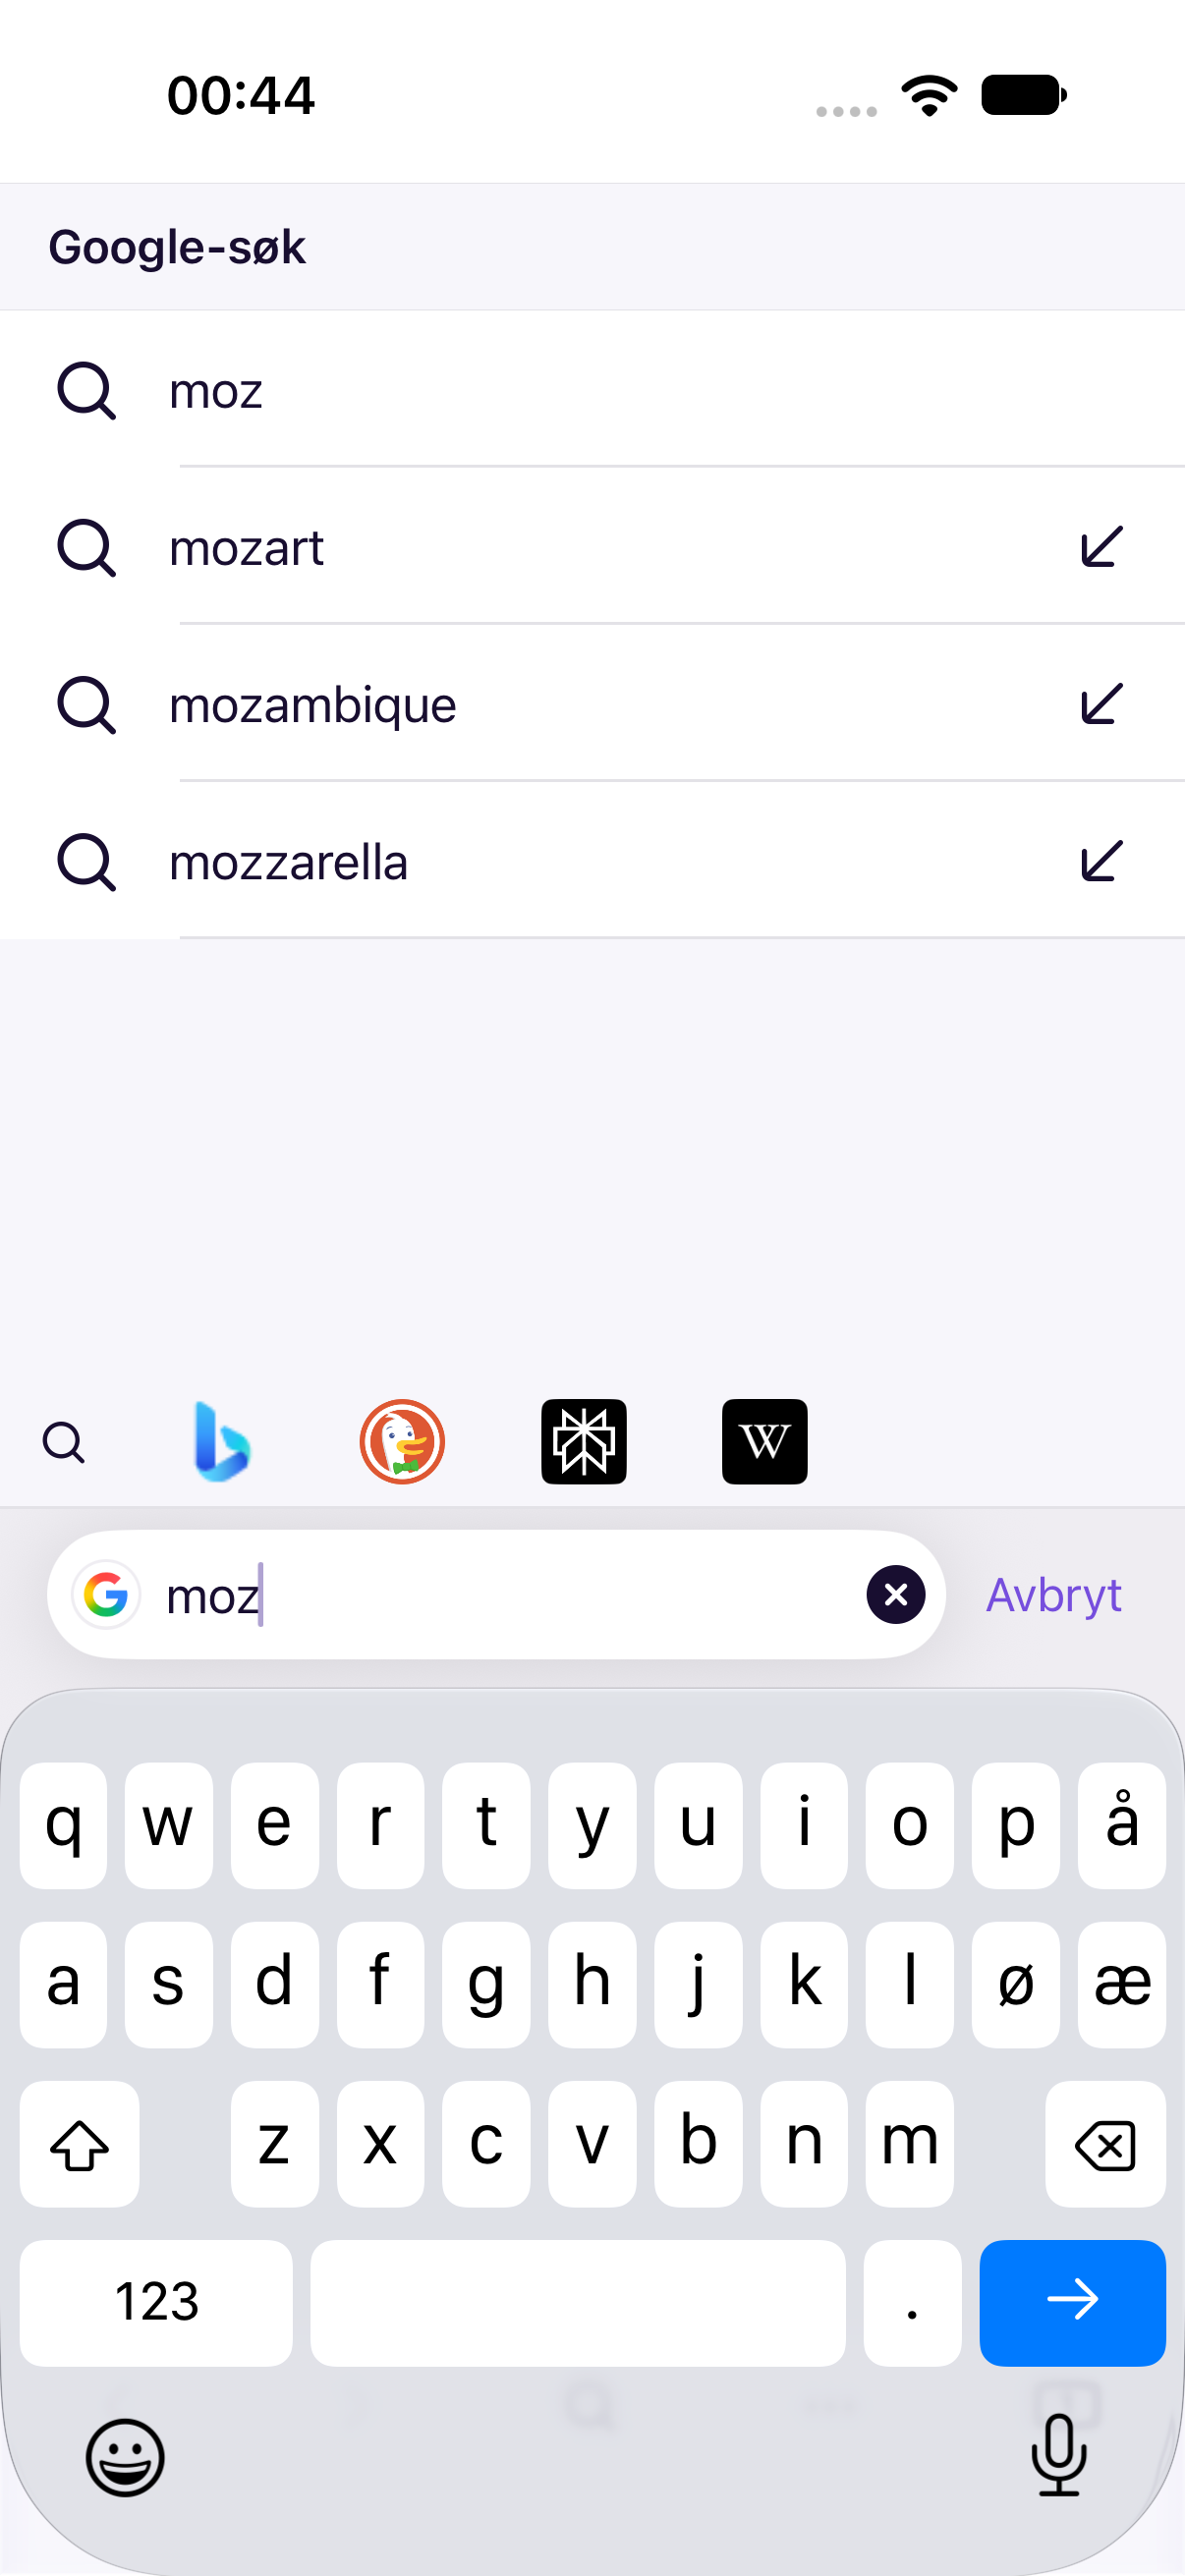 00:44
Google-søk
moz
mozart
mozambique
mozzarella
W
moz
Avbryt
q w e r t y u i o p å
a s d f g h j k l ø æ
z x c v b n m
123 .